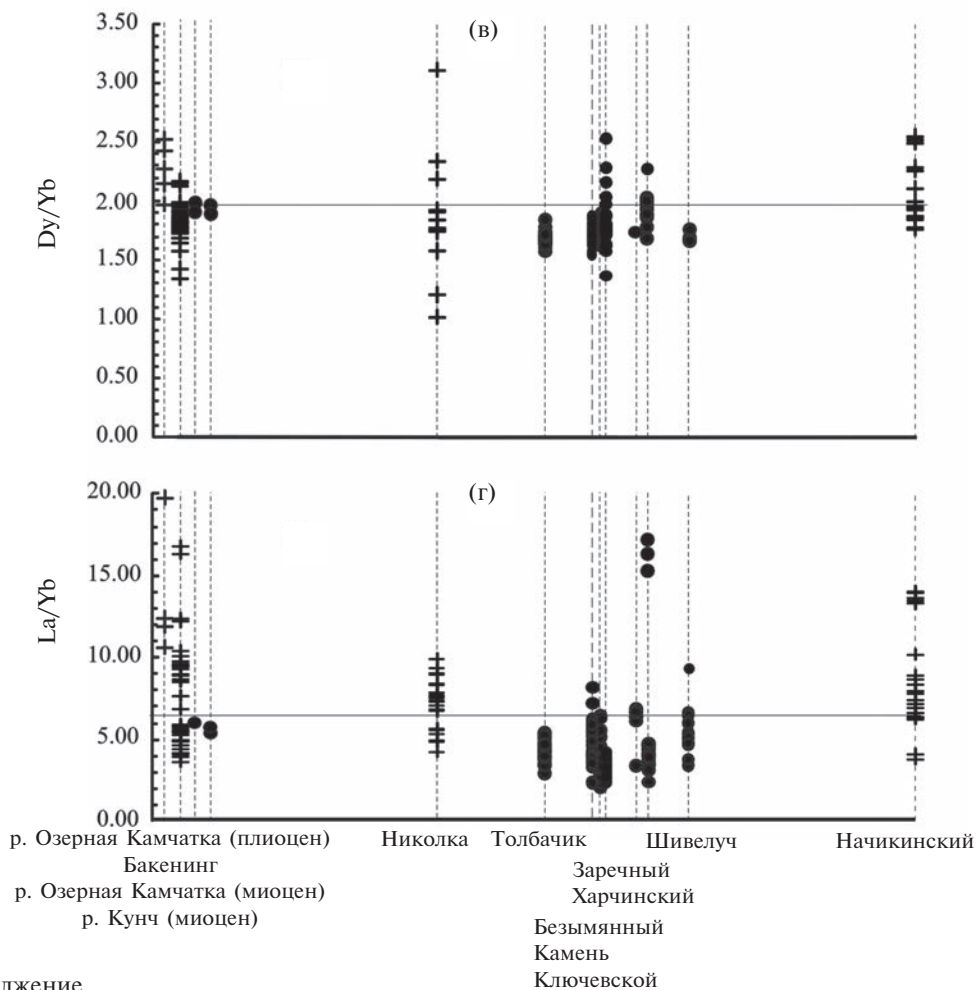 3.50
(в)
3.00
2.50
2.00
1.50
1.00
0.50
0.00
Dy/Yb
20.00
(г)
15.00
10.00
5.00
0.00
La/Yb
р. Озерная Камчатка (плиоцен)
Бакенинг
р. Озерная Камчатка (миоцен)
р. Кунч (миоцен)
Николка
Толбачик
Шивелуч
Начикинский
Заречный
Харчинский
Безымянный
Камень
Ключевской
лжение